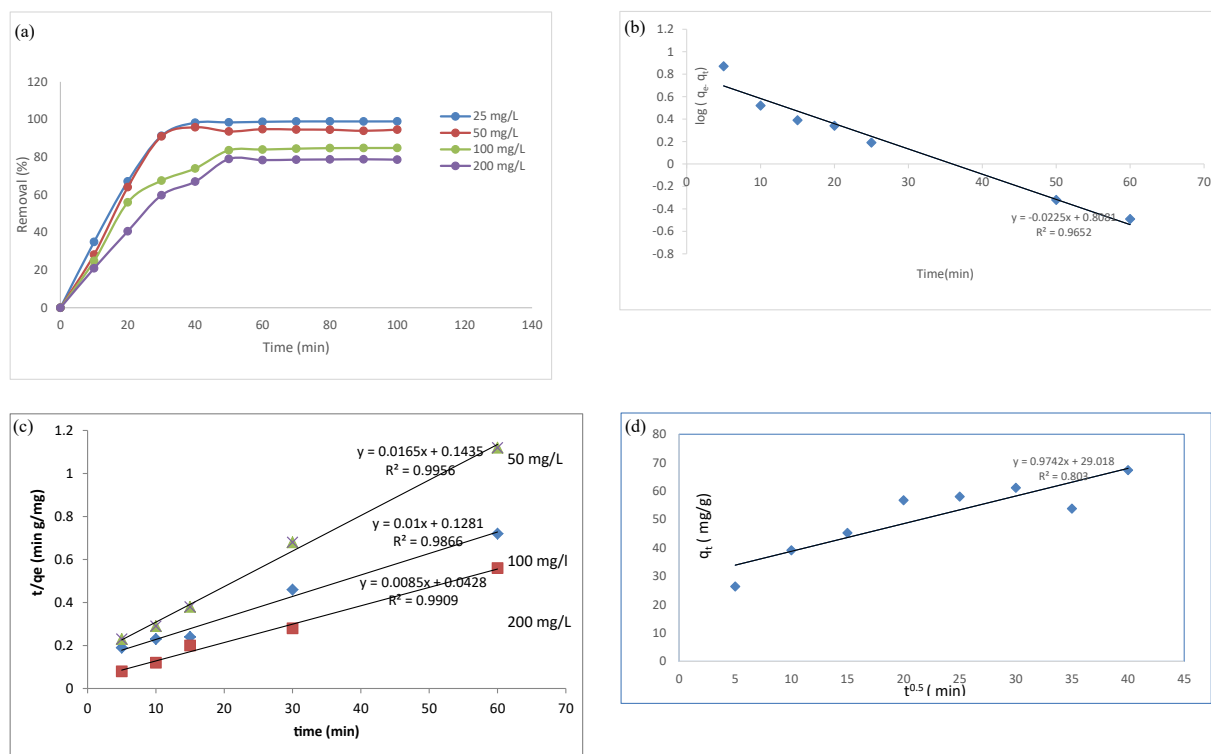 (a)
120
100
80
60
40
20
0
Removal (%)
0 20 40 60 80 100 120 140
Time (min)
25 mg/L
50 mg/L
100 mg/L
200 mg/L
(b)
1.2
1
0.8
0.6
0.4
0.2
0
-0.2
-0.4
-0.6
-0.8
log ( qe- qt)
0 10 20 30 40 50 60 70
y = -0.0225x + 0.8081
R² = 0.9652
Time(min)
(c)
1.2
1
0.8
0.6
0.4
0.2
0
t/qe (min g/mg)
y = 0.0165x + 0.1435
R² = 0.9956
50 mg/L
y = 0.01x + 0.1281
R² = 0.9866
100 mg/l
y = 0.0085x + 0.0428
R² = 0.9909
200 mg/L
0 10 20 30 40 50 60 70
time (min)
(d)
80
70
60
50
40
30
20
10
0
qt ( mg/g)
y = 0.9742x + 29.018
R² = 0.803
0 5 10 15 20 25 30 35 40 45
t0.5 ( min)